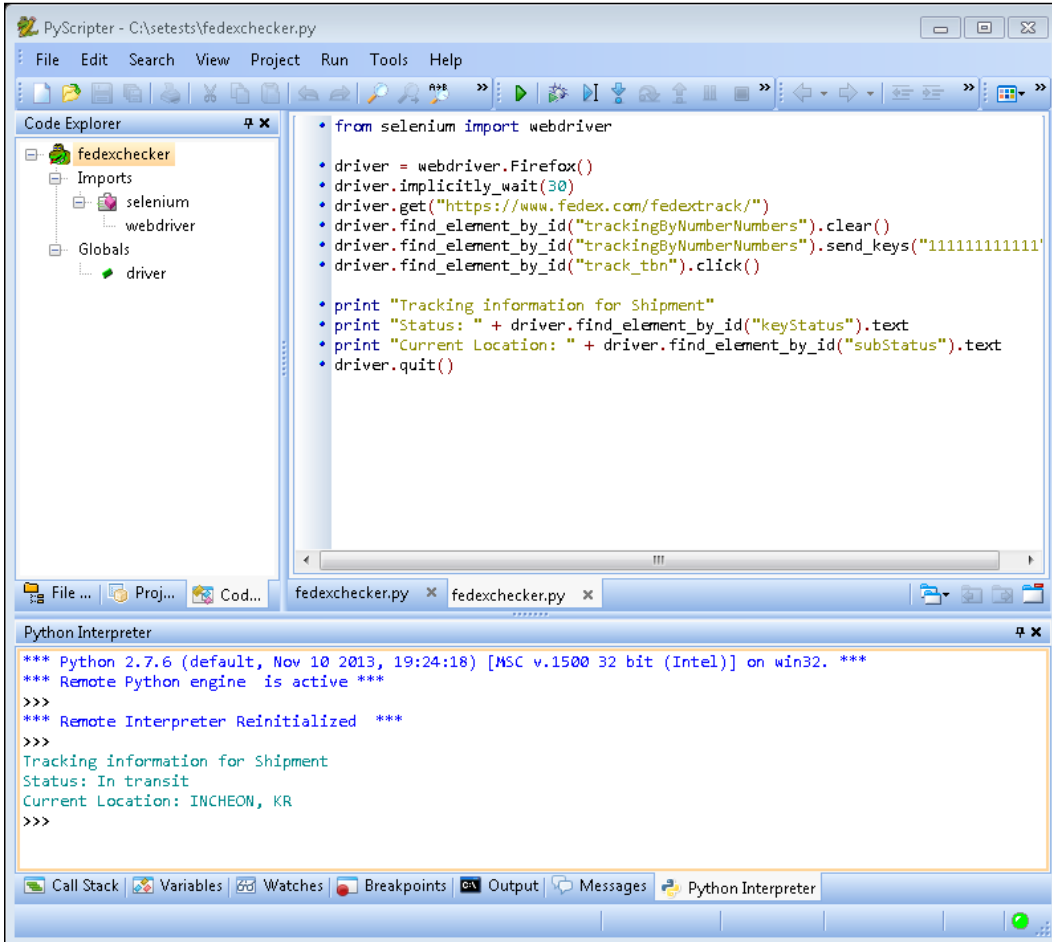 PyScripter - C:\setests\fedexchecker.py
File Edit Search View Project Run Tools Help
Code Explorer
fedexchecker
Imports
selenium
webdriver
Globals
driver
from selenium import webdriver
driver = webdriver.Firefox()
driver.implicitly_wait(30)
driver.get("https://www.fedex.com/fedextrack/")
driver.find_element_by_id("trackingByNumberNumbers").clear()
driver.find_element_by_id("trackingByNumberNumbers").send_keys("111111111111"
driver.find_element_by_id("track_tbn").click()
print "Tracking information for Shipment"
print "Status: " + driver.find_element_by_id("keyStatus").text
print "Current Location: " + driver.find_element_by_id("subStatus").text
driver.quit()
File ... Proj... Cod...
fedexchecker.py fedexchecker.py
Python Interpreter
*** Python 2.7.6 (default, Nov 10 2013, 19:24:18) [MSC v.1500 32 bit (Intel)] on win32. ***
*** Remote Python engine is active ***
>>>
*** Remote Interpreter Reinitialized ***
>>>
Tracking information for Shipment
Status: In transit
Current Location: INCHEON, KR
>>>
Call Stack Variables Watches Breakpoints Output Messages Python Interpreter